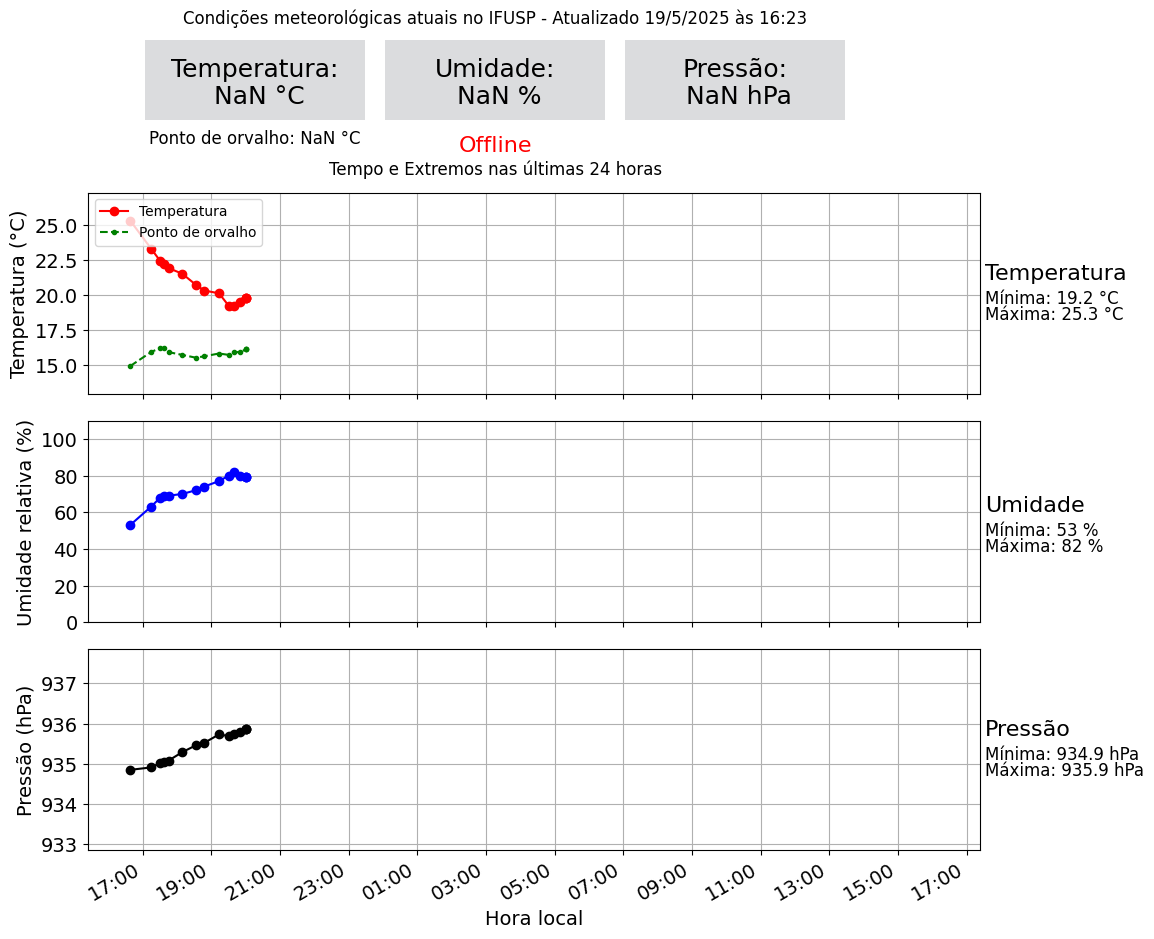 Condições meteorológicas atuais no IFUSP - Atualizado 19/5/2025 às 16:23
Temperatura:
NaN °C
Umidade:
NaN %
Pressão:
NaN hPa
Ponto de orvalho: NaN °C
Offline
Tempo e Extremos nas últimas 24 horas
Temperatura (°C)
25.0
22.5
20.0
17.5
15.0
Temperatura
Ponto de orvalho
Temperatura
Mínima: 19.2 °C
Máxima: 25.3 °C
Umidade relativa (%)
100
80
60
40
20
0
Umidade
Mínima: 53 %
Máxima: 82 %
Pressão (hPa)
937
936
935
934
933
Pressão
Mínima: 934.9 hPa
Máxima: 935.9 hPa
17:00 19:00 21:00 23:00 01:00 03:00 05:00 07:00 09:00 11:00 13:00 15:00 17:00
Hora local